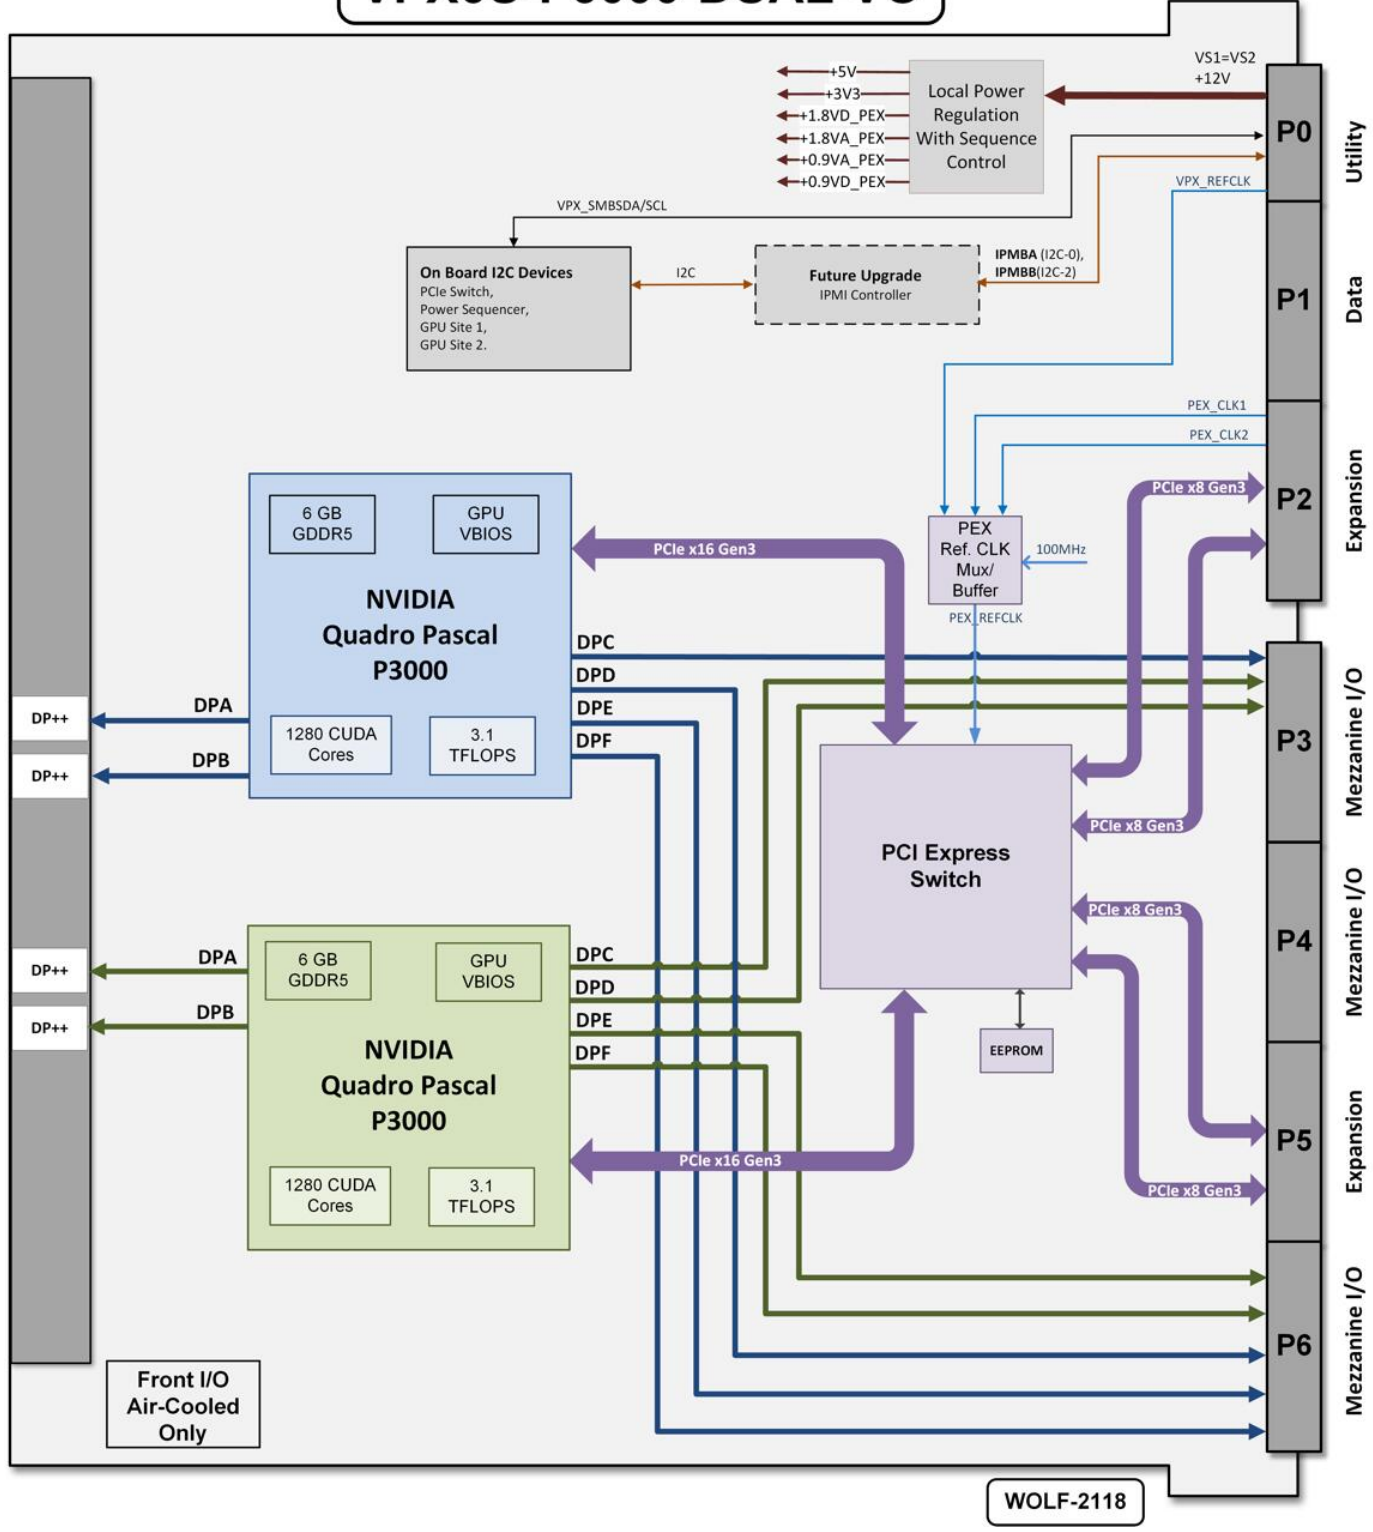 VS1=VS2
+12V
+5V
+3V3
+1.8VD_PEX
+1.8VA_PEX
+0.9VA_PEX
+0.9VD_PEX
Local Power
Regulation
With Sequence
Control
P0
Utility
VPX_REFCLK
VPX_SMBSDA/SCL
On Board I2C Devices
PCIe Switch,
Power Sequencer,
GPU Site 1,
GPU Site 2.
I2C
Future Upgrade
IPMI Controller
IPMBA (I2C-0),
IPMBB(I2C-2)
P1
Data
PEX_CLK1
PEX_CLK2
PCIe x8 Gen3
P2
Expansion
PEX
Ref. CLK
Mux/
Buffer
100MHz
PEX_REFCLK
6 GB
GDDR5
GPU
VBIOS
NVIDIA
Quadro Pascal
P3000
1280 CUDA
Cores
3.1
TFLOPS
PCIe x16 Gen3
DPC
DPD
DPE
DPF
DPA
DPB
DP++
DP++
P3
Mezzanine I/O
PCIe x8 Gen3
PCI Express
Switch
PCIe x8 Gen3
P4
Mezzanine I/O
EEPROM
DP++
DP++
DPA
DPB
6 GB
GDDR5
GPU
VBIOS
NVIDIA
Quadro Pascal
P3000
1280 CUDA
Cores
3.1
TFLOPS
DPC
DPD
DPE
DPF
PCIe x16 Gen3
PCIe x8 Gen3
P5
Expansion
P6
Mezzanine I/O
Front I/O
Air-Cooled
Only
WOLF-2118